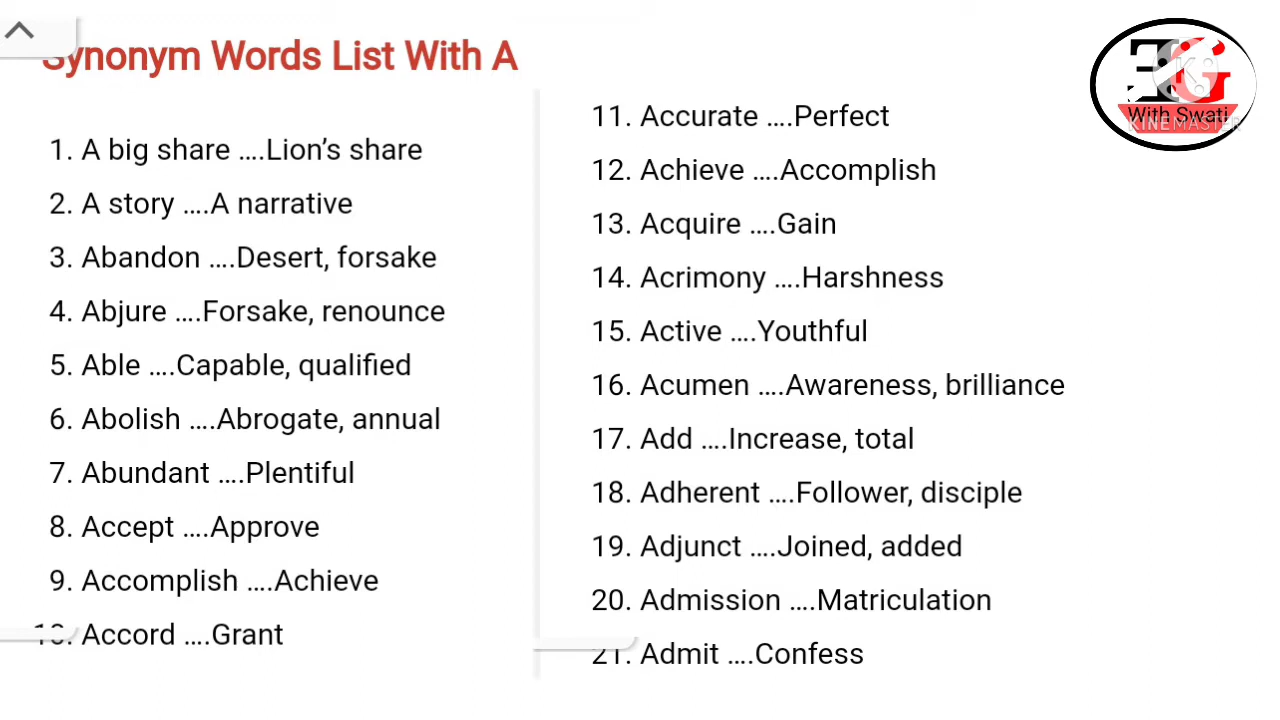 Synonym Words List With A
1. A big share ....Lion's share
2. A story ....A narrative
3. Abandon ....Desert, forsake
4. Abjure ....Forsake, renounce
5. Able ....Capable, qualified
6. Abolish ....Abrogate, annual
7. Abundant ....Plentiful
8. Accept ....Approve
9. Accomplish ....Achieve
10. Accord ....Grant
11. Accurate ....Perfect
12. Achieve ....Accomplish
13. Acquire ....Gain
14. Acrimony ....Harshness
15. Active ....Youthful
16. Acumen ....Awareness, brilliance
17. Add ....Increase, total
18. Adherent ....Follower, disciple
19. Adjunct ....Joined, added
20. Admission ....Matriculation
21. Admit ....Confess
EG
With Swati
KINEMASTER